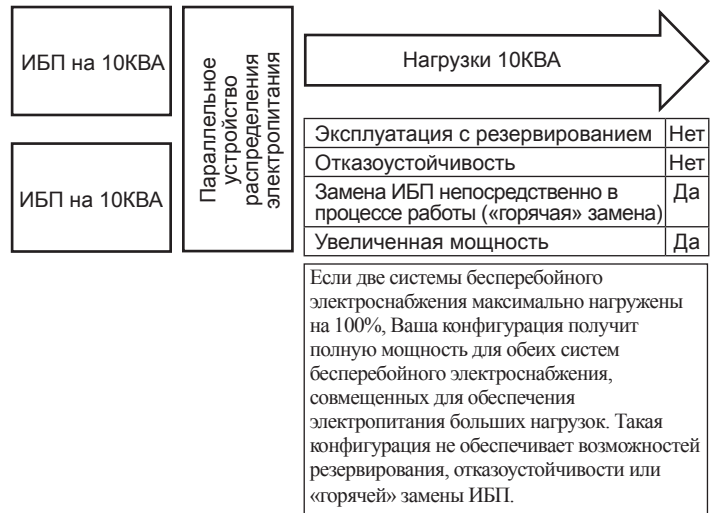 ИБП на 10КВА
ИБП на 10КВА
Параллельное
устройство
распределения
электропитания
Нагрузки 10КВА
Эксплуатация с резервированием Нет
Отказоустойчивость Нет
Замена ИБП непосредственно в Да
процессе работы («горячая» замена)
Увеличенная мощность Да
Если две системы бесперебойного
электроснабжения максимально нагружены
на 100%, Ваша конфигурация получит
полную мощность для обеих систем
бесперебойного электроснабжения,
совмещенных для обеспечения
электропитания больших нагрузок. Такая
конфигурация не обеспечивает возможностей
резервирования, отказоустойчивости или
«горячей» замены ИБП.